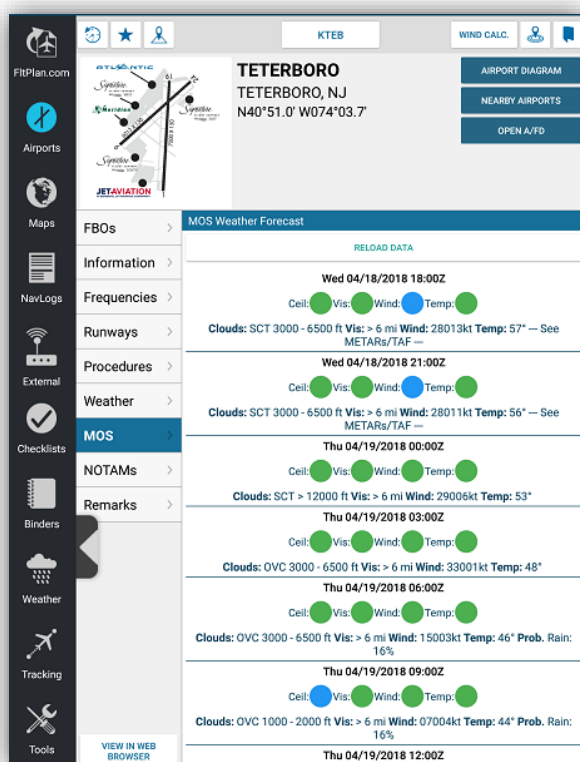 FltPlan.com
Airports
Maps
NavLogs
External
Checklists
Binders
Weather
Tracking
Tools
KTEB
WIND CALC.
ATLANTIC
Signature
Meridian
Signature
Signature
JETAVIATION
19
TETERBORO
TETERBORO, NJ
N40°51.0' W074°03.7'
AIRPORT DIAGRAM
NEARBY AIRPORTS
OPEN A/FD
FBOs
Information
Frequencies
Runways
Procedures
Weather
MOS
NOTAMs
Remarks
VIEW IN WEB
BROWSER
MOS Weather Forecast
RELOAD DATA
Wed 04/18/2018 18:00Z
Ceil: Vis: Wind: Temp:
Clouds: SCT 3000 - 6500 ft Vis: > 6 mi Wind: 28013kt Temp: 57° --- See
METARs/TAF ---
Wed 04/18/2018 21:00Z
Ceil: Vis: Wind: Temp:
Clouds: SCT 3000 - 6500 ft Vis: > 6 mi Wind: 28011kt Temp: 56° --- See
METARs/TAF ---
Thu 04/19/2018 00:00Z
Ceil: Vis: Wind: Temp:
Clouds: SCT > 12000 ft Vis: > 6 mi Wind: 29006kt Temp: 53°
Thu 04/19/2018 03:00Z
Ceil: Vis: Wind: Temp:
Clouds: OVC 3000 - 6500 ft Vis: > 6 mi Wind: 33001kt Temp: 48°
Thu 04/19/2018 06:00Z
Ceil: Vis: Wind: Temp:
Clouds: OVC 3000 - 6500 ft Vis: > 6 mi Wind: 15003kt Temp: 46° Prob. Rain:
16%
Thu 04/19/2018 09:00Z
Ceil: Vis: Wind: Temp:
Clouds: OVC 1000 - 2000 ft Vis: > 6 mi Wind: 07004kt Temp: 44° Prob. Rain:
16%
Thu 04/19/2018 12:00Z